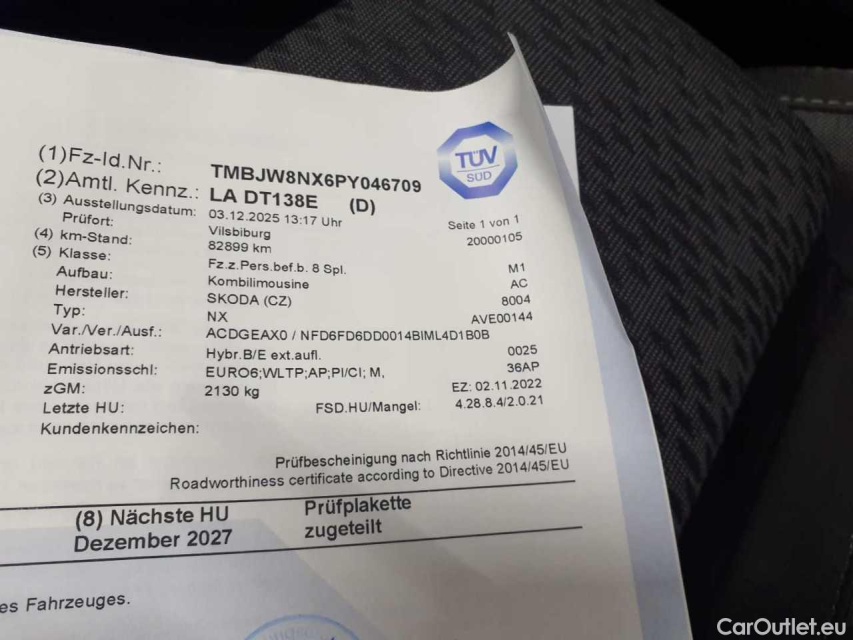 TÜV
SÜD
(1)Fz-Id.Nr.: TMBJW8NX6PY046709
(2)Amtl. Kennz.: LA DT138E (D)
(3) Ausstellungsdatum: 03.12.2025 13:17 Uhr Seite 1 von 1
Prüfort: Vilsbiburg 20000105
(4) km-Stand: 82899 km
(5) Klasse: Fz.z.Pers.bef.b. 8 Spl. M1
Aufbau: Kombilimousine AC
Hersteller: SKODA (CZ) 8004
Typ: NX AVE00144
Var./Ver./Ausf.: ACDGEAX0 / NFD6FD6DD0014BIML4D1B0B
Antriebsart: Hybr.B/E ext.aufl. 0025
Emissionsschl: EURO6;WLTP;AP;PI/CI; M, 36AP
zGM: 2130 kg EZ: 02.11.2022
Letzte HU: FSD.HU/Mangel: 4.28.8.4/2.0.21
Kundenkennzeichen:
Prüfbescheinigung nach Richtlinie 2014/45/EU
Roadworthiness certificate according to Directive 2014/45/EU
(8) Nächste HU Prüfplakette
Dezember 2027 zugeteilt
es Fahrzeuges.
CarOutlet.eu